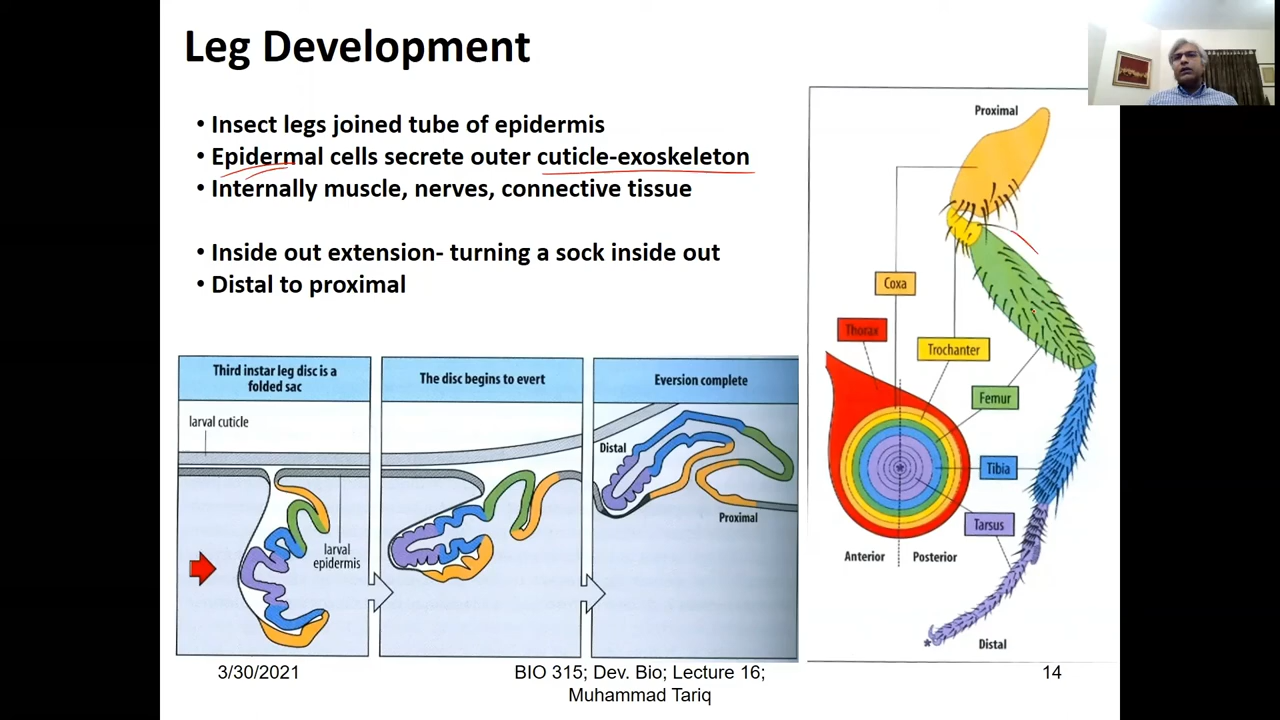 Leg Development
• Insect legs joined tube of epidermis
• Epidermal cells secrete outer cuticle-exoskeleton
• Internally muscle, nerves, connective tissue
• Inside out extension- turning a sock inside out
• Distal to proximal
Third instar leg disc is a
folded sac
larval cuticle
larval
epidermis
The disc begins to evert
Eversion complete
Distal
Proximal
Proximal
Coxa
Thorax
Trochanter
Femur
Tibia
Tarsus
Anterior
Posterior
*
*
Distal
3/30/2021
BIO 315; Dev. Bio; Lecture 16;
Muhammad Tariq
14